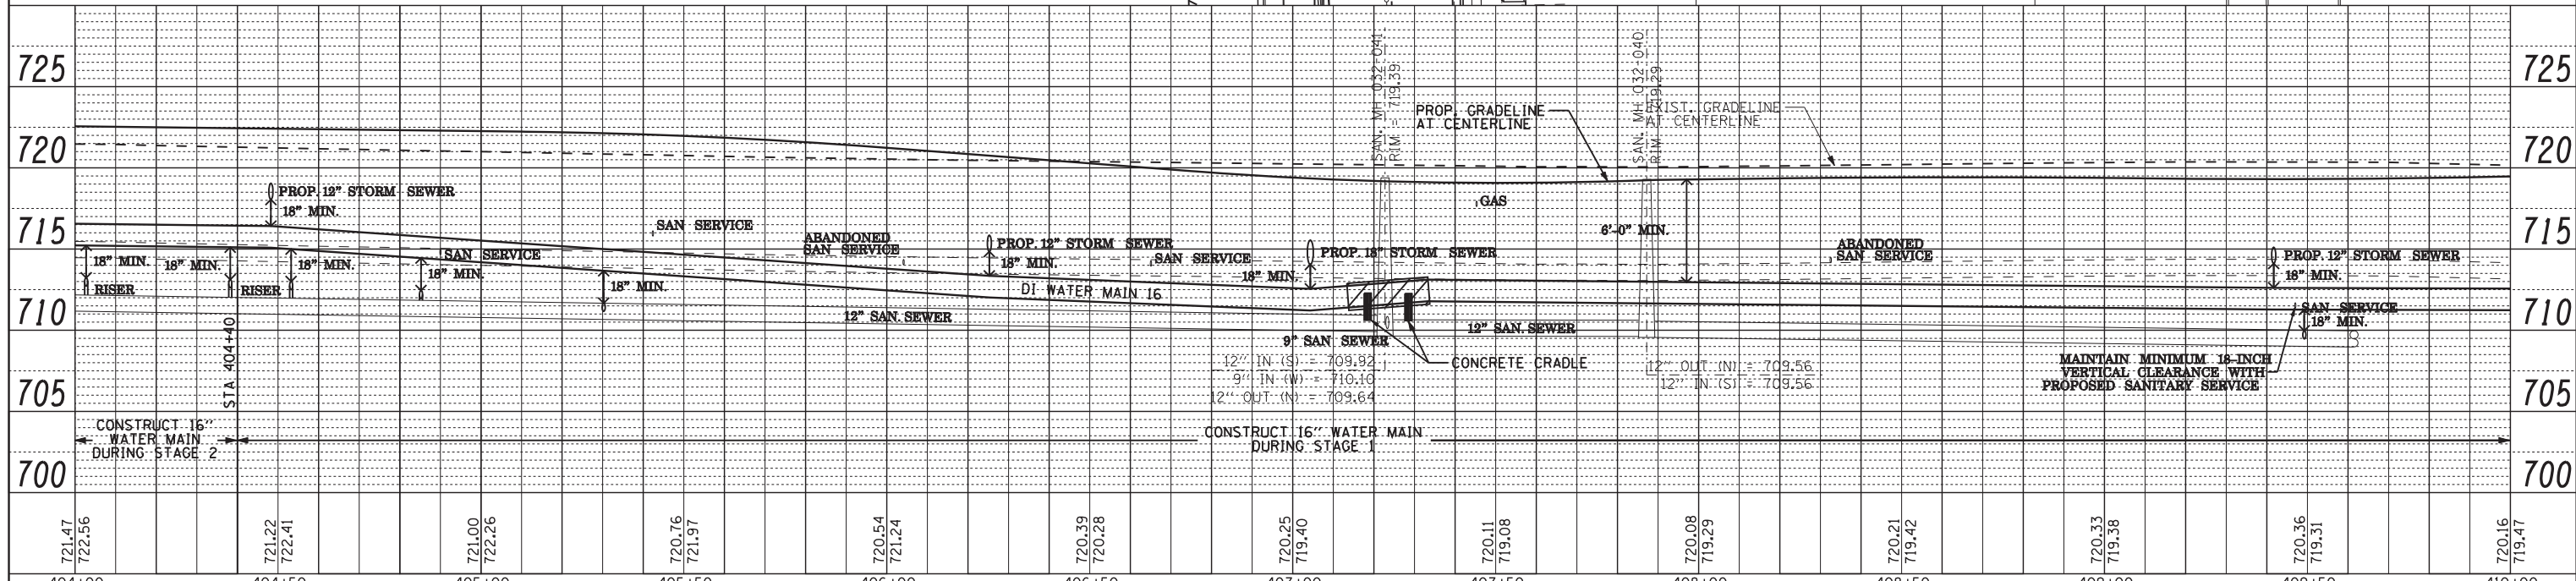 725
725
SAN. MH 032-041
RIM = 719.39
SAN. MH 032-040
RIM = 719.29
PROP. GRADELINE
AT CENTERLINE
EXIST. GRADELINE
AT CENTERLINE
720
720
PROP. 12" STORM SEWER
18" MIN.
GAS
715
715
SAN SERVICE
ABANDONED
SAN SERVICE
PROP. 12" STORM SEWER
18" MIN.
SAN SERVICE
PROP. 18" STORM SEWER
18" MIN.
6'-0" MIN.
ABANDONED
SAN SERVICE
PROP. 12" STORM SEWER
18" MIN.
18" MIN.
18" MIN.
18" MIN.
SAN SERVICE
18" MIN.
18" MIN.
RISER
RISER
DI WATER MAIN 16
710
710
12" SAN. SEWER
12" SAN. SEWER
SAN SERVICE
18" MIN.
9" SAN SEWER
CONCRETE CRADLE
12" IN (S) = 709.92
9" IN (W) = 710.10
12" OUT (N) = 709.64
12" OUT (N) = 709.56
12" IN (S) = 709.56
MAINTAIN MINIMUM 18-INCH
VERTICAL CLEARANCE WITH
PROPOSED SANITARY SERVICE
STA 404+40
705
705
CONSTRUCT 16"
WATER MAIN
DURING STAGE 2
CONSTRUCT 16" WATER MAIN
DURING STAGE 1
700
700
721.47
722.56
721.22
722.41
721.00
722.26
720.76
721.97
720.54
721.24
720.39
720.28
720.25
719.40
720.11
719.08
720.08
719.29
720.21
719.42
720.33
719.38
720.36
719.31
720.16
719.47